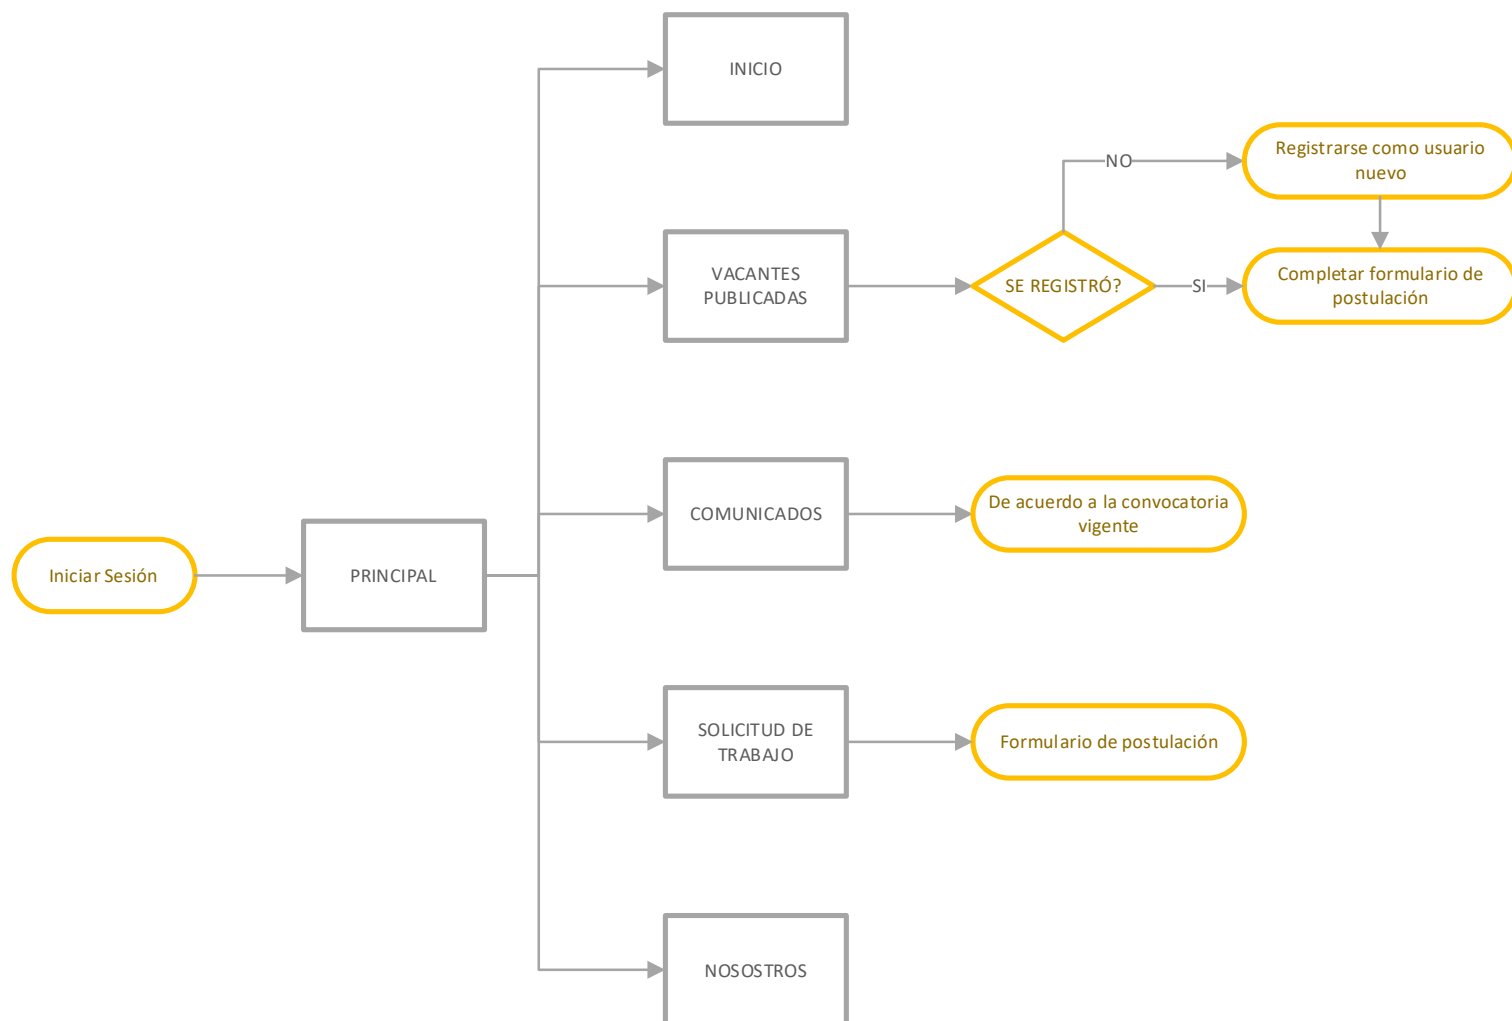 INICIO
Registrarse como usuario
nuevo
NO
VACANTES
PUBLICADAS
SE REGISTRÓ?
SI
Completar formulario de
postulación
COMUNICADOS
De acuerdo a la convocatoria
vigente
Iniciar Sesión
PRINCIPAL
SOLICITUD DE
TRABAJO
Formulario de postulación
NOSOSTROS